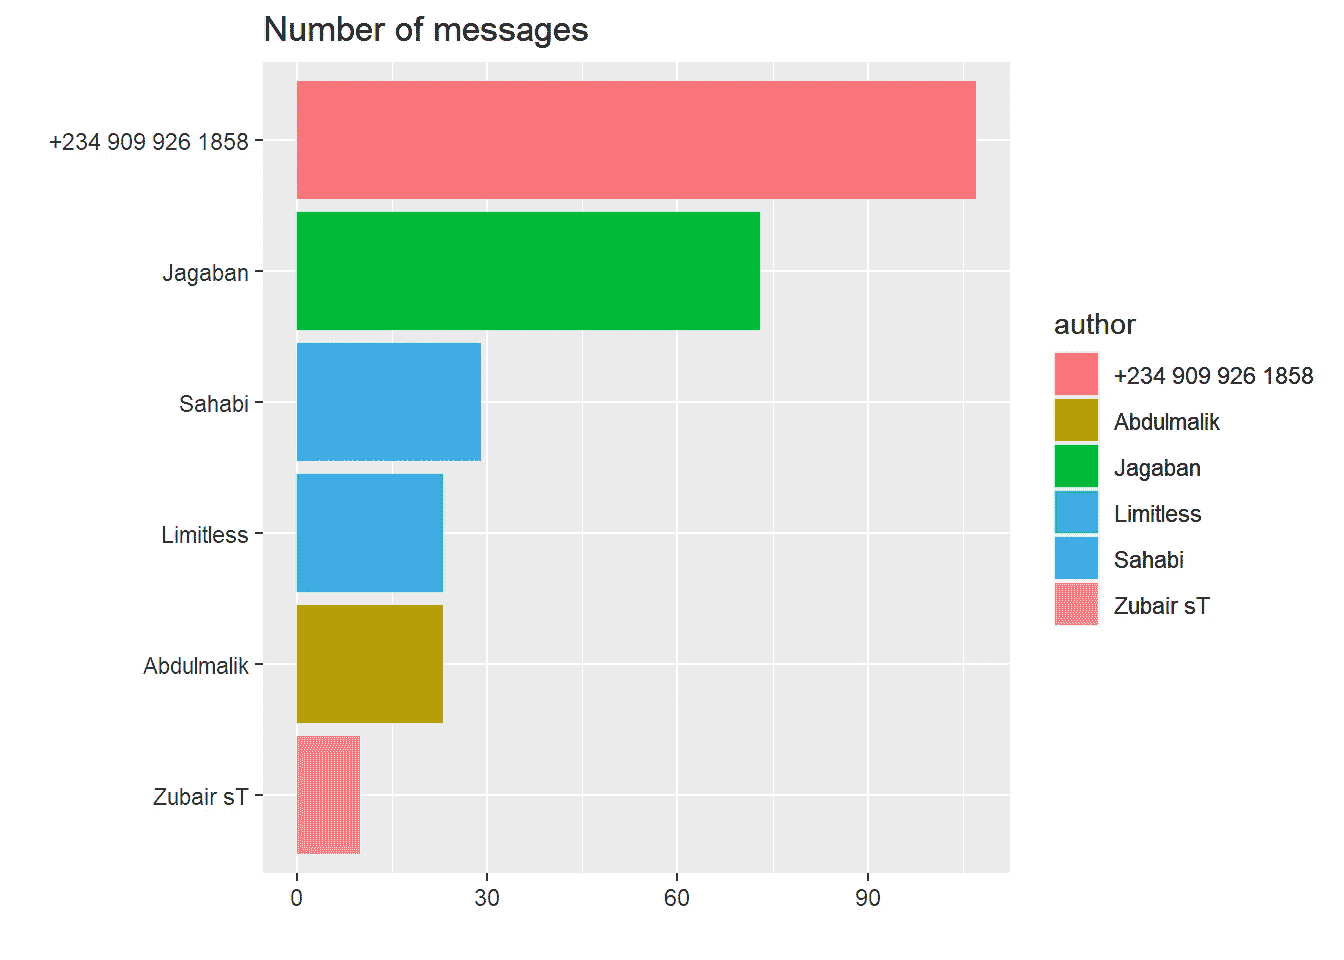 Number of messages
+234 909 926 1858
Jagaban
Sahabi
Limitless
Abdulmalik
Zubair sT
0 30 60 90
author
+234 909 926 1858
Abdulmalik
Jagaban
Limitless
Sahabi
Zubair sT